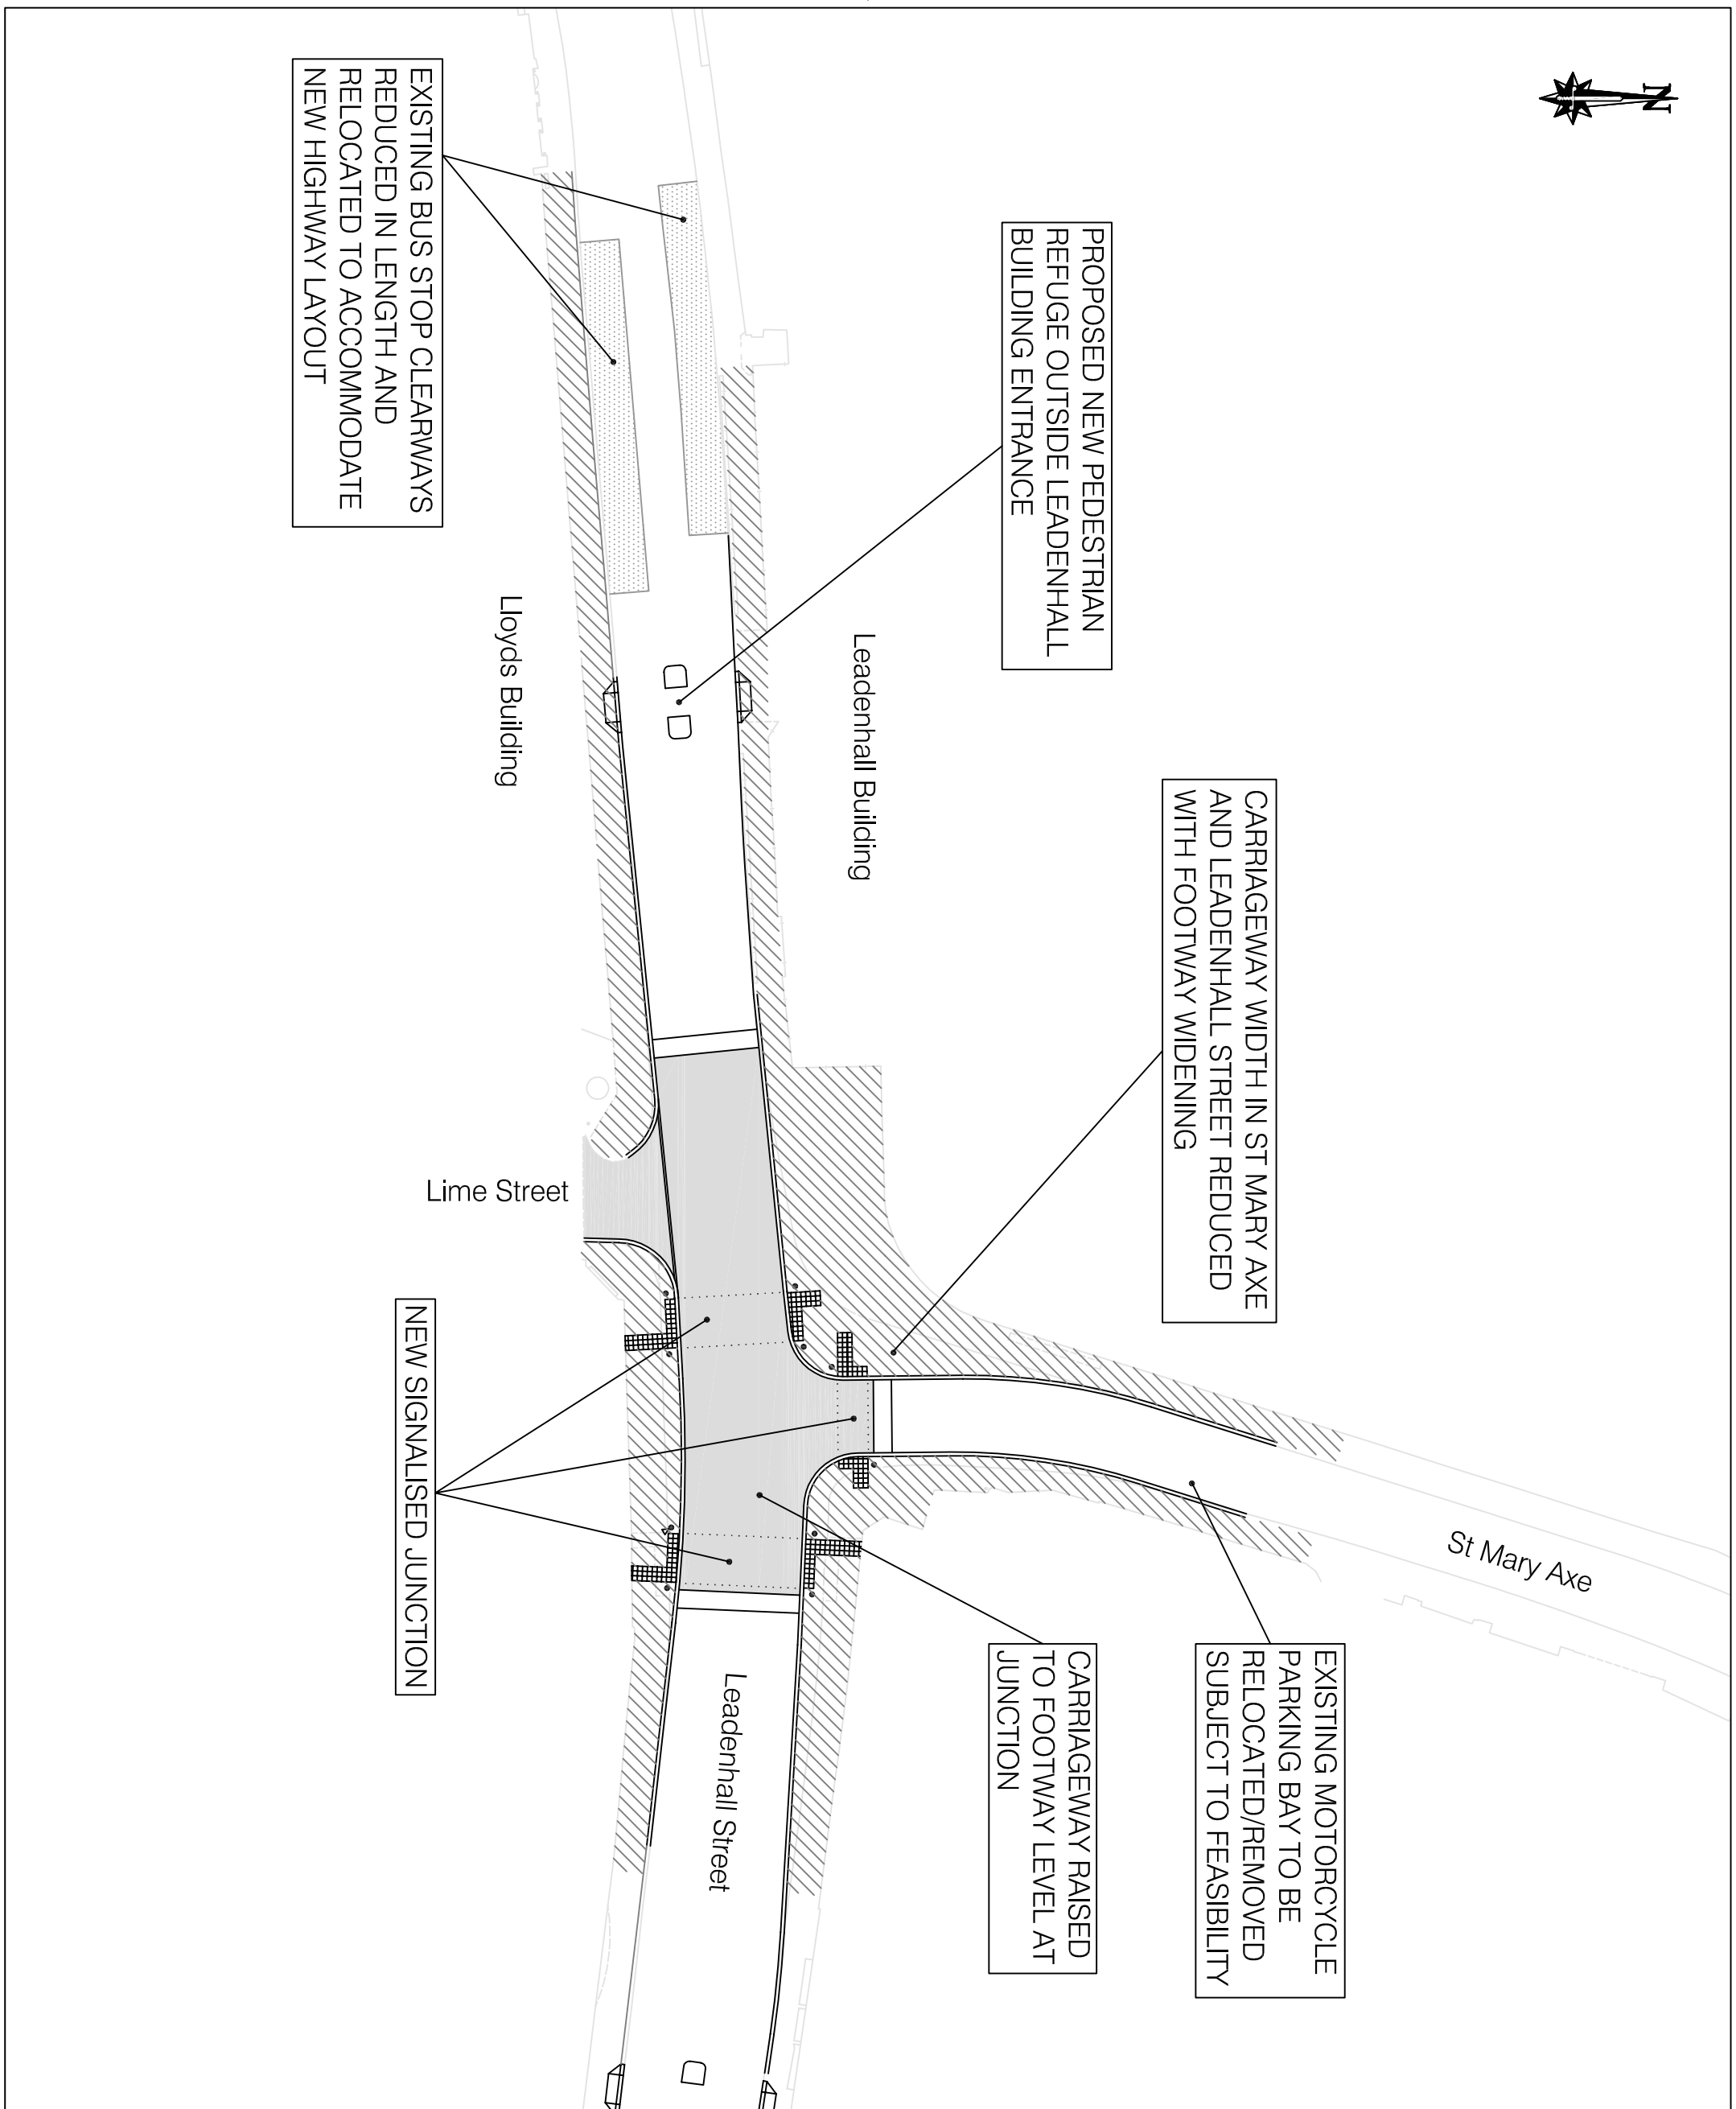 N
EXISTING BUS STOP CLEARWAYS
REDUCED IN LENGTH AND
RELOCATED TO ACCOMMODATE
NEW HIGHWAY LAYOUT
PROPOSED NEW PEDESTRIAN
REFUGE OUTSIDE LEADENHALL
BUILDING ENTRANCE
Lloyds Building
Leadenhall Building
CARRIAGEWAY WIDTH IN ST MARY AXE
AND LEADENHALL STREET REDUCED
WITH FOOTWAY WIDENING
Lime Street
NEW SIGNALISED JUNCTION
St Mary Axe
EXISTING MOTORCYCLE
PARKING BAY TO BE
RELOCATED/REMOVED
SUBJECT TO FEASIBILITY
CARRIAGEWAY RAISED
TO FOOTWAY LEVEL AT
JUNCTION
Leadenhall Street